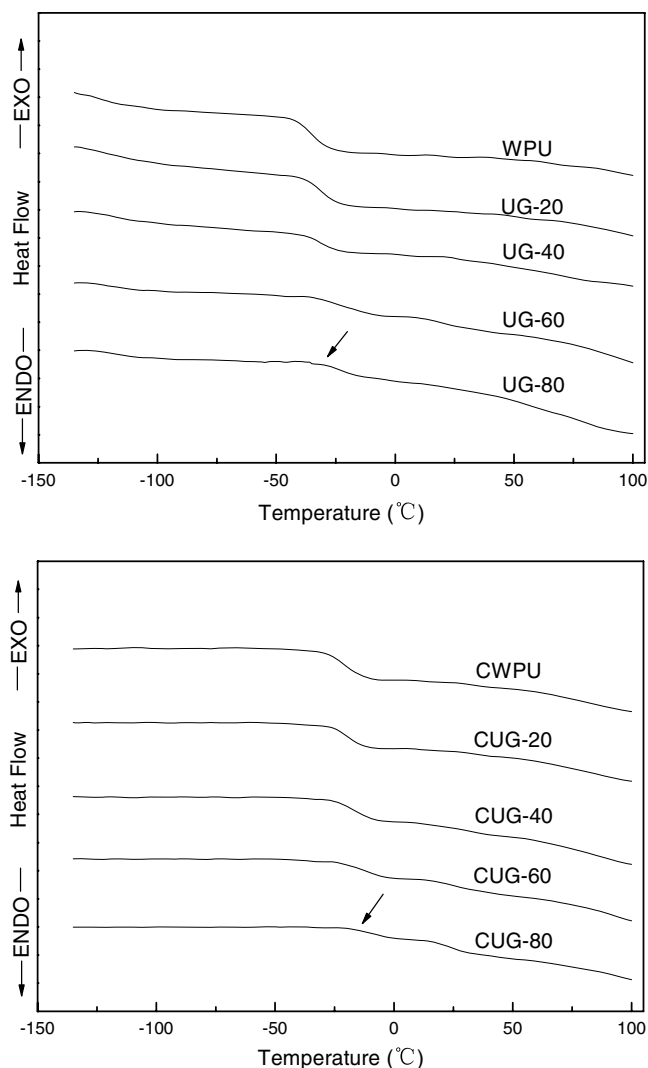 EXO
Heat Flow
ENDO
WPU
UG-20
UG-40
UG-60
UG-80
-150 -100 -50 0 50 100
Temperature (℃)
EXO
Heat Flow
ENDO
CWPU
CUG-20
CUG-40
CUG-60
CUG-80
-150 -100 -50 0 50 100
Temperature (℃)